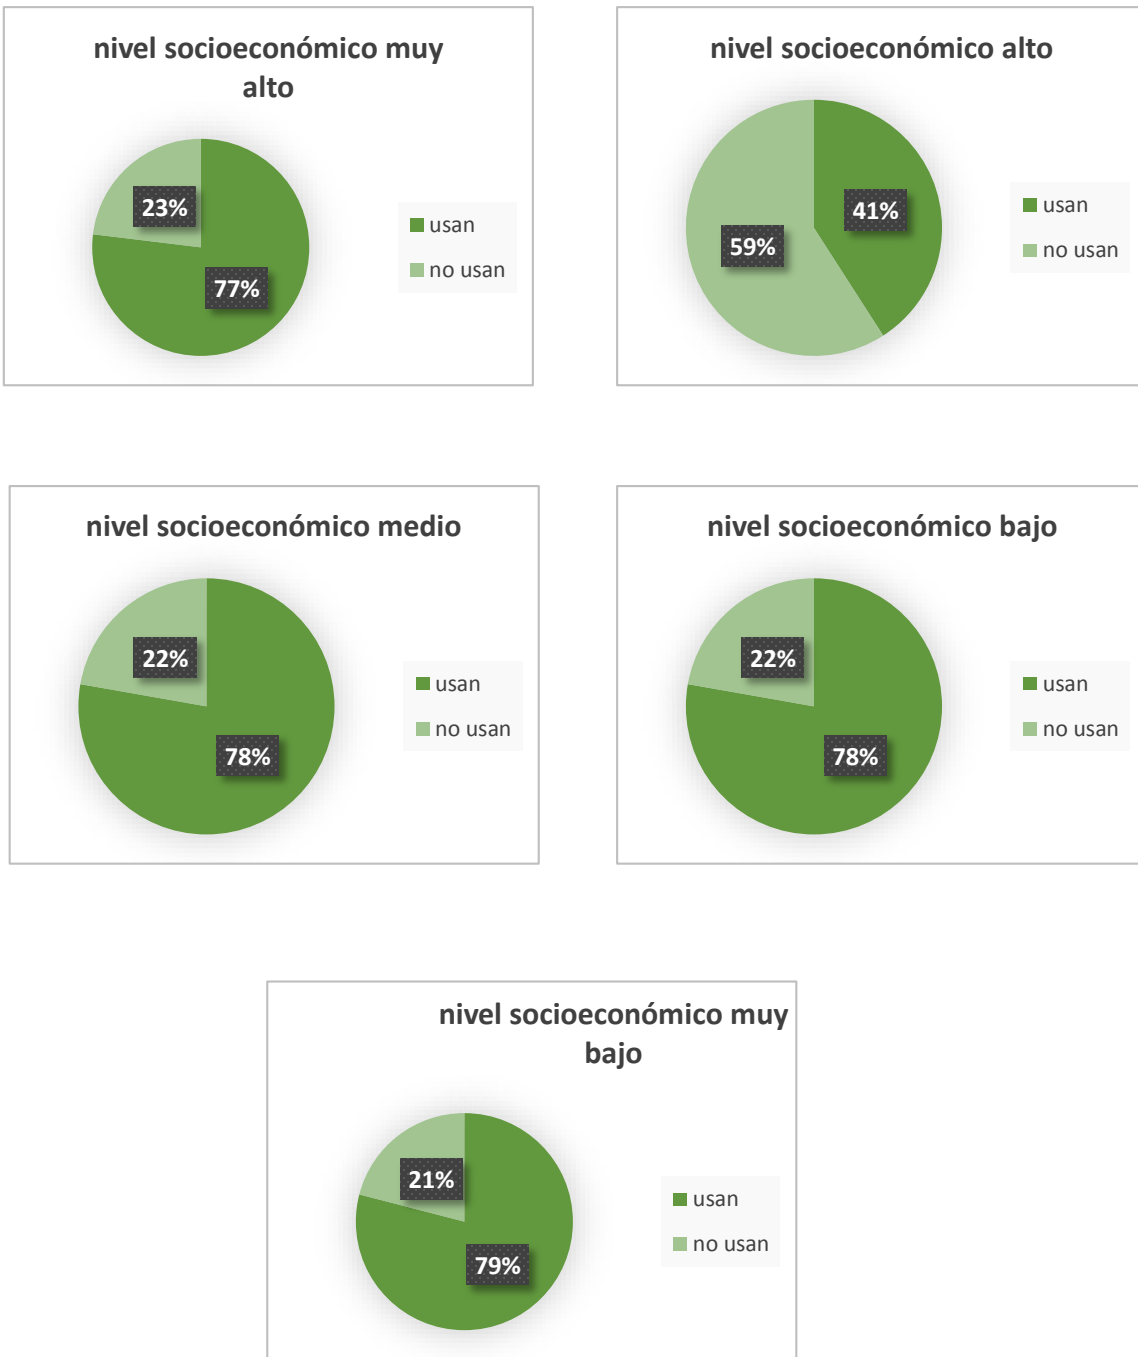 nivel socioeconómico muy
alto
23%
77%
usan
no usan
nivel socioeconómico alto
41%
59%
usan
no usan
nivel socioeconómico medio
22%
78%
usan
no usan
nivel socioeconómico bajo
22%
78%
usan
no usan
nivel socioeconómico muy
bajo
21%
79%
usan
no usan